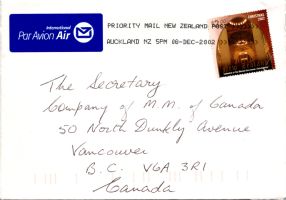 International
Par Avion Air
PRIORITY MAIL NEW ZEALAND POST
AUCKLAND NZ 5PM 06-DEC-2002
The Secretary
Company of M.M. of Canada
50 North Dunkly Avenue
Vancouver
B.C. V6A 3R1
Canada